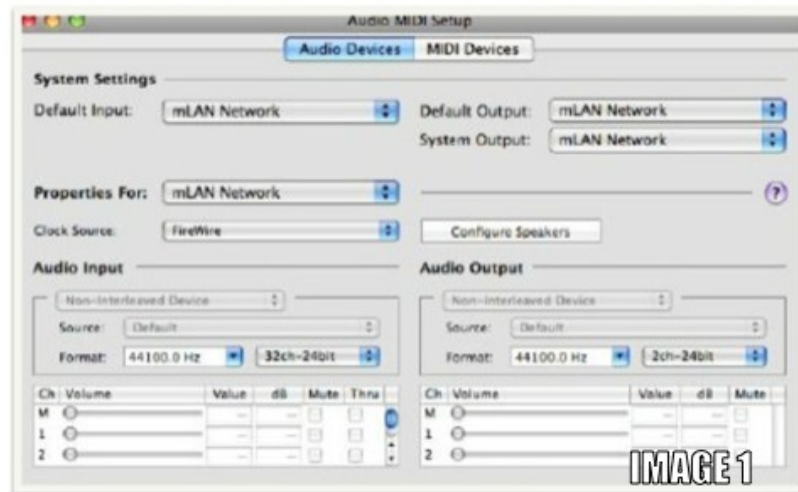 Audio MIDI Setup
Audio Devices MIDI Devices
System Settings
Default Input: mLAN Network
Default Output: mLAN Network
System Output: mLAN Network
Properties For: mLAN Network ?
Clock Source: FireWire
Configure Speakers
Audio Input
Audio Output
Non-Interleaved Device
Non-Interleaved Device
Source: Default
Source: Default
Format: 44100.0 Hz 32ch-24bit
Format: 44100.0 Hz 2ch-24bit
Ch Volume Value dB Mute Thru
Ch Volume Value dB Mute
M
M
1
1
2
2
IMAGE 1